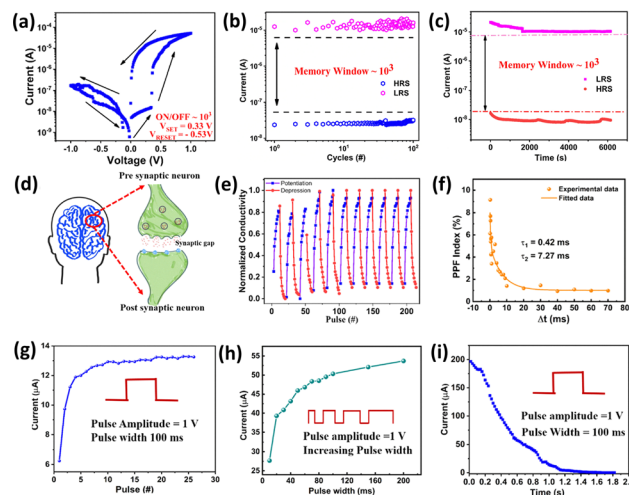 (a)
Current (A)
10⁻⁴
10⁻⁵
10⁻⁶
10⁻⁷
10⁻⁸
10⁻⁹
ON/OFF ~ 10³
V_SET = 0.33 V
V_RESET = - 0.53V
-1.0 -0.5 0.0 0.5 1.0
Voltage (V)
(b)
Current (A)
10⁻⁵
10⁻⁶
10⁻⁷
10⁻⁸
Memory Window ~ 10³
HRS
LRS
10⁰ 10¹ 10²
Cycles (#)
(c)
Current (A)
10⁻⁵
10⁻⁶
10⁻⁷
10⁻⁸
Memory Window ~ 10³
LRS
HRS
0 2000 4000 6000
Time (s)
(d)
Pre synaptic neuron
Synaptic gap
Post synaptic neuron
(e)
Normalized Conductivity
Potentiation
Depression
1.0
0.8
0.6
0.4
0.2
0.0
0 50 100 150 200
Pulse (#)
(f)
PPF Index (%)
10
8
6
4
2
0
Experimental data
Fitted data
τ₁ = 0.42 ms
τ₂ = 7.27 ms
0 10 20 30 40 50 60 70
Δt (ms)
(g)
Current (μA)
14
13
12
11
10
9
8
7
6
Pulse Amplitude = 1 V
Pulse width 100 ms
0 5 10 15 20 25
Pulse (#)
(h)
Current (μA)
55
50
45
40
35
30
25
Pulse amplitude =1 V
Increasing Pulse width
0 40 80 120 160 200
Pulse width (ms)
(i)
Current (μA)
200
150
100
50
0
Pulse amplitude =1 V
Pulse Width = 100 ms
0.0 0.2 0.4 0.6 0.8 1.0 1.2 1.4 1.6 1.8
Time (s)